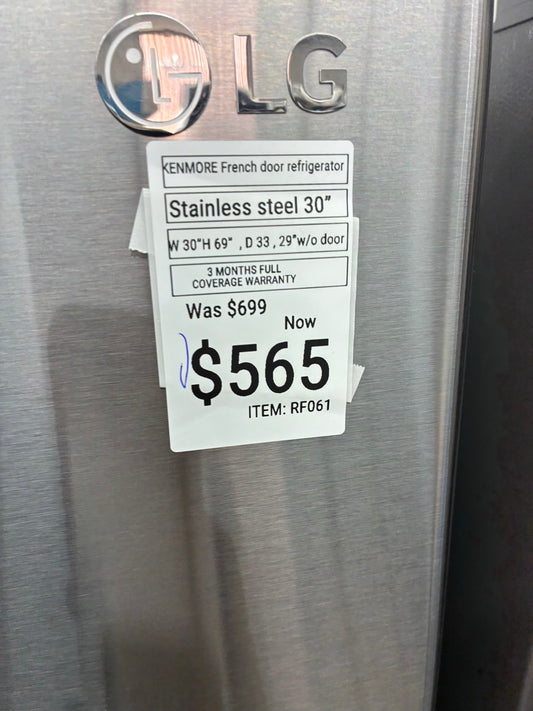 LG
KENMORE French door refrigerator
Stainless steel 30”
W 30"H 69" , D 33 , 29"w/o door
3 MONTHS FULL
COVERAGE WARRANTY
Was $699
Now
$565
ITEM: RF061